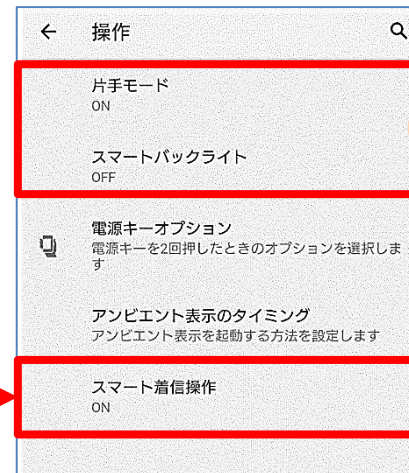 操作
片手モード
ON
スマートバックライト
OFF
電源キーオプション
電源キーを2回押したときのオプションを選択しま
す
アンビエント表示のタイミング
アンビエント表示を起動する方法を設定します
スマート着信操作
ON